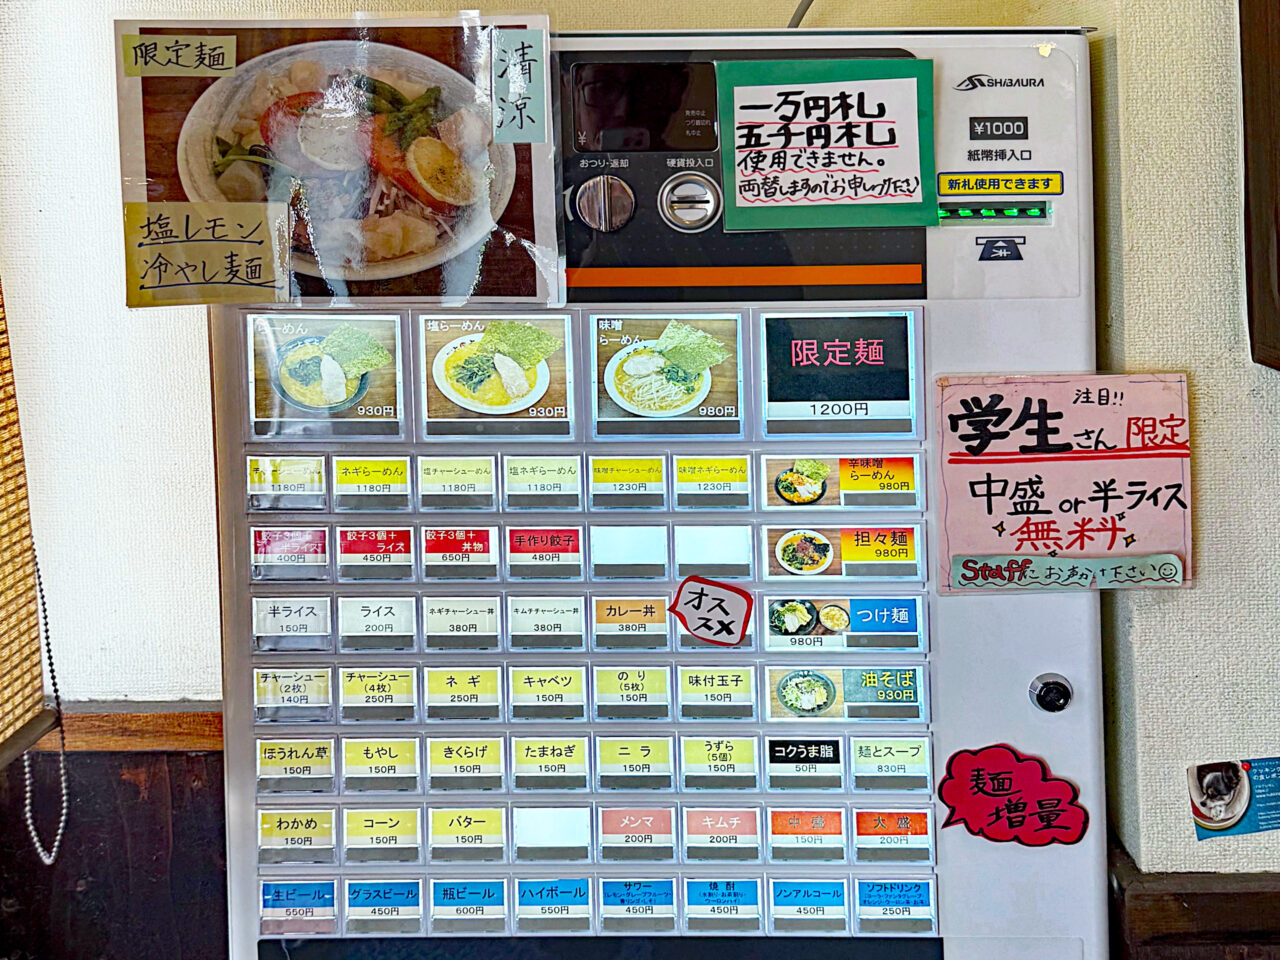 限定麺
清涼
塩レモン
冷やし麺
SHIBAURA
¥1000
紙幣挿入口
新札使用できます
¥
発売中止
つり銭切れ
札中止
おつり・返却
硬貨投入口
一万円札
五千円札
使用できません。
両替しますのでお申しつけ下さい
らーめん
930円
塩らーめん
930円
味噌
らーめん
980円
限定麺
1200円
チャーシューめん
1180円
ネギらーめん
1180円
塩チャーシューめん
1180円
塩ネギらーめん
1180円
味噌チャーシューめん
1230円
味噌ネギらーめん
1230円
辛味噌
らーめん
980円
餃子3個+
半ライス
400円
餃子3個+
ライス
450円
餃子3個+
丼物
650円
手作り餃子
480円
担々麺
980円
半ライス
150円
ライス
200円
ネギチャーシュー丼
380円
キムチチャーシュー丼
380円
カレー丼
380円
オス
スメ
つけ麺
980円
チャーシュー
(2枚)
140円
チャーシュー
(4枚)
250円
ネギ
250円
キャベツ
150円
のり
(5枚)
150円
味付玉子
150円
油そば
930円
ほうれん草
150円
もやし
150円
きくらげ
150円
たまねぎ
150円
ニラ
150円
うずら
(5個)
150円
コクうま脂
50円
麺とスープ
830円
わかめ
150円
コーン
150円
バター
150円
メンマ
200円
キムチ
200円
中盛
150円
大盛
200円
生ビール
550円
グラスビール
450円
瓶ビール
600円
ハイボール
550円
サワー
450円
焼酎
450円
ノンアルコール
450円
ソフトドリンク
250円
注目!!
学生さん限定
中盛or半ライス
無料
Staffにお声かけ下さい
麺
増量